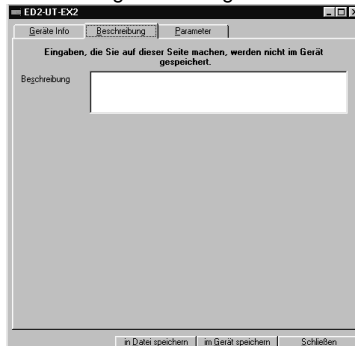 ED2-UT-EX2
Geräte Info Beschreibung Parameter
Eingaben, die Sie auf dieser Seite machen, werden nicht im Gerät
gespeichert.
Beschreibung
in Datei speichern im Gerät speichern Schließen